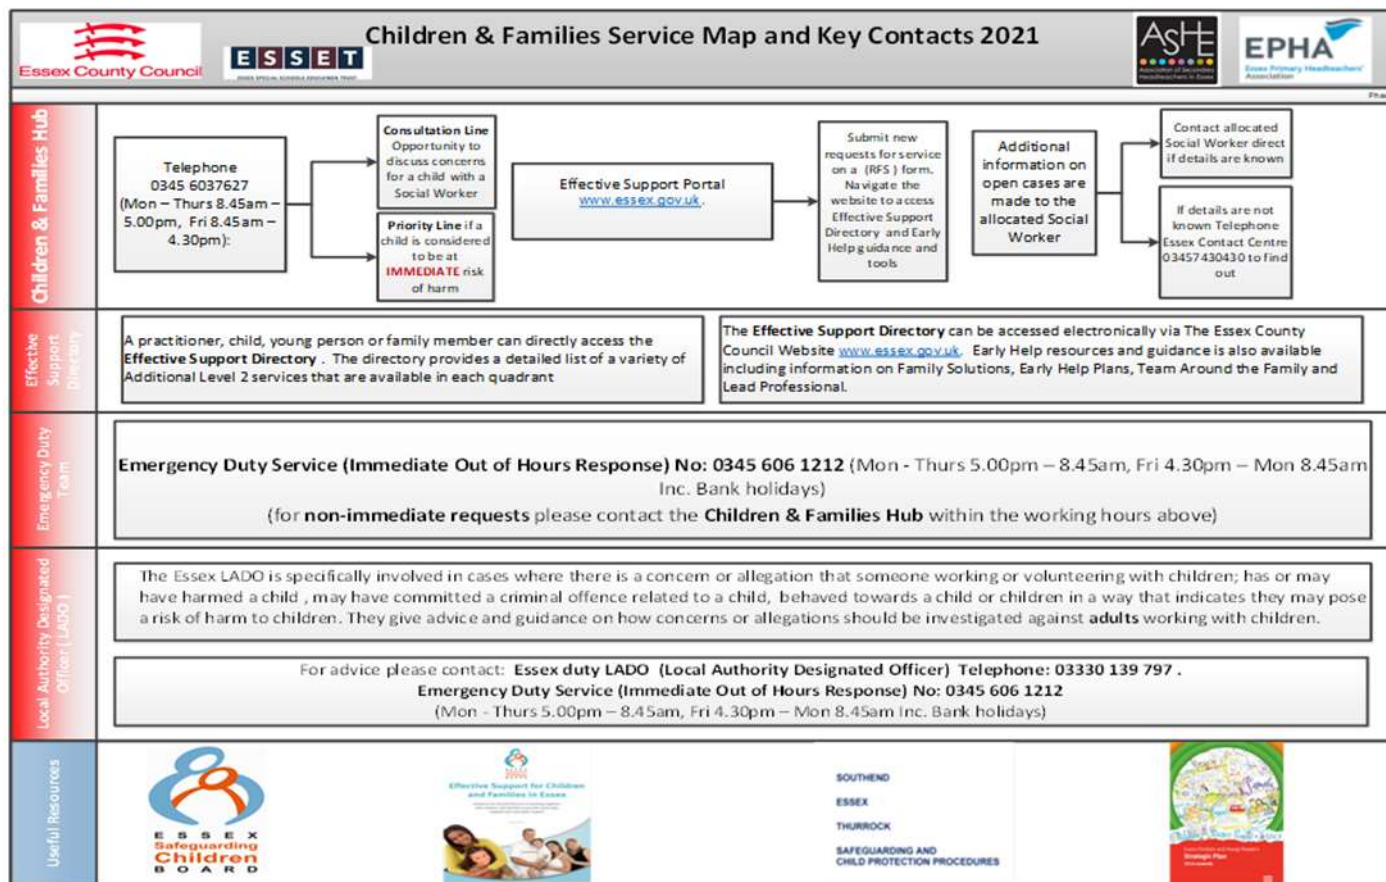 Essex County Council
ESSET
ESSEX SPECIAL SCHOOLS EDUCATION TRUST
Children & Families Service Map and Key Contacts 2021
ASHE
Association of Secondary
Headteachers in Essex
EPHA
Essex Primary Headteachers'
Association
Children & Families Hub
Telephone
0345 6037627
(Mon – Thurs 8.45am –
5.00pm, Fri 8.45am –
4.30pm):
Consultation Line
Opportunity to
discuss concerns
for a child with a
Social Worker
Priority Line if a
child is considered
to be at
IMMEDIATE risk
of harm
Effective Support Portal
www.essex.gov.uk.
Submit new
requests for service
on a (RFS) form.
Navigate the
website to access
Effective Support
Directory and Early
Help guidance and
tools
Additional
information on
open cases are
made to the
allocated Social
Worker
Contact allocated
Social Worker direct
if details are known
If details are not
known Telephone
Essex Contact Centre
03457430430 to find
out
Effective
Support
Directory
A practitioner, child, young person or family member can directly access the
Effective Support Directory . The directory provides a detailed list of a variety of
Additional Level 2 services that are available in each quadrant
The Effective Support Directory can be accessed electronically via The Essex County
Council Website www.essex.gov.uk. Early Help resources and guidance is also available
including information on Family Solutions, Early Help Plans, Team Around the Family and
Lead Professional.
Emergency Duty
Team
Emergency Duty Service (Immediate Out of Hours Response) No: 0345 606 1212 (Mon - Thurs 5.00pm – 8.45am, Fri 4.30pm – Mon 8.45am
Inc. Bank holidays)
(for non-immediate requests please contact the Children & Families Hub within the working hours above)
Local Authority Designated
Officer ( LADO )
The Essex LADO is specifically involved in cases where there is a concern or allegation that someone working or volunteering with children; has or may
have harmed a child , may have committed a criminal offence related to a child, behaved towards a child or children in a way that indicates they may pose
a risk of harm to children. They give advice and guidance on how concerns or allegations should be investigated against adults working with children.
For advice please contact: Essex duty LADO (Local Authority Designated Officer) Telephone: 03330 139 797 .
Emergency Duty Service (Immediate Out of Hours Response) No: 0345 606 1212
(Mon - Thurs 5.00pm – 8.45am, Fri 4.30pm – Mon 8.45am Inc. Bank holidays)
Useful Resources
ESSEX
Safeguarding
Children
BOARD
Effective Support for Children
and Families in Essex
SOUTHEND
ESSEX
THURROCK
SAFEGUARDING AND
CHILD PROTECTION PROCEDURES
Strategic Plan